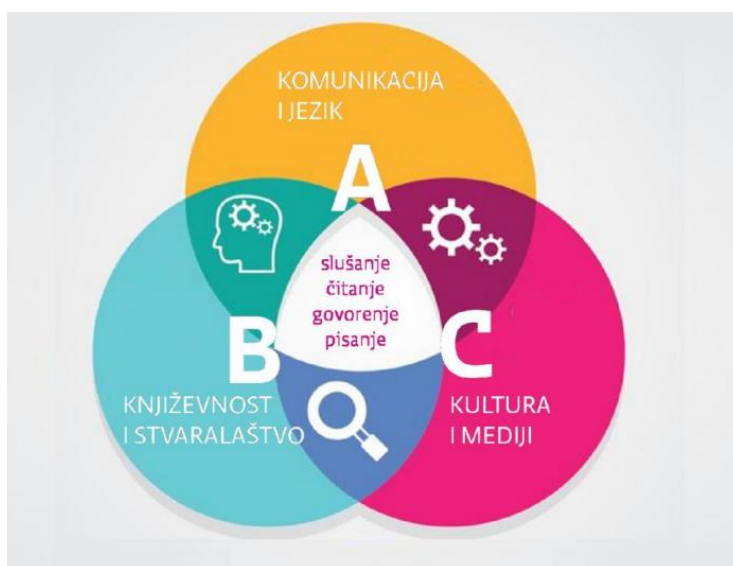 KOMUNIKACIJA
I JEZIK
A
slušanje
čitanje
govorenje
pisanje
B
C
KNJIŽEVNOST
I STVARALAŠTVO
KULTURA
I MEDIJI